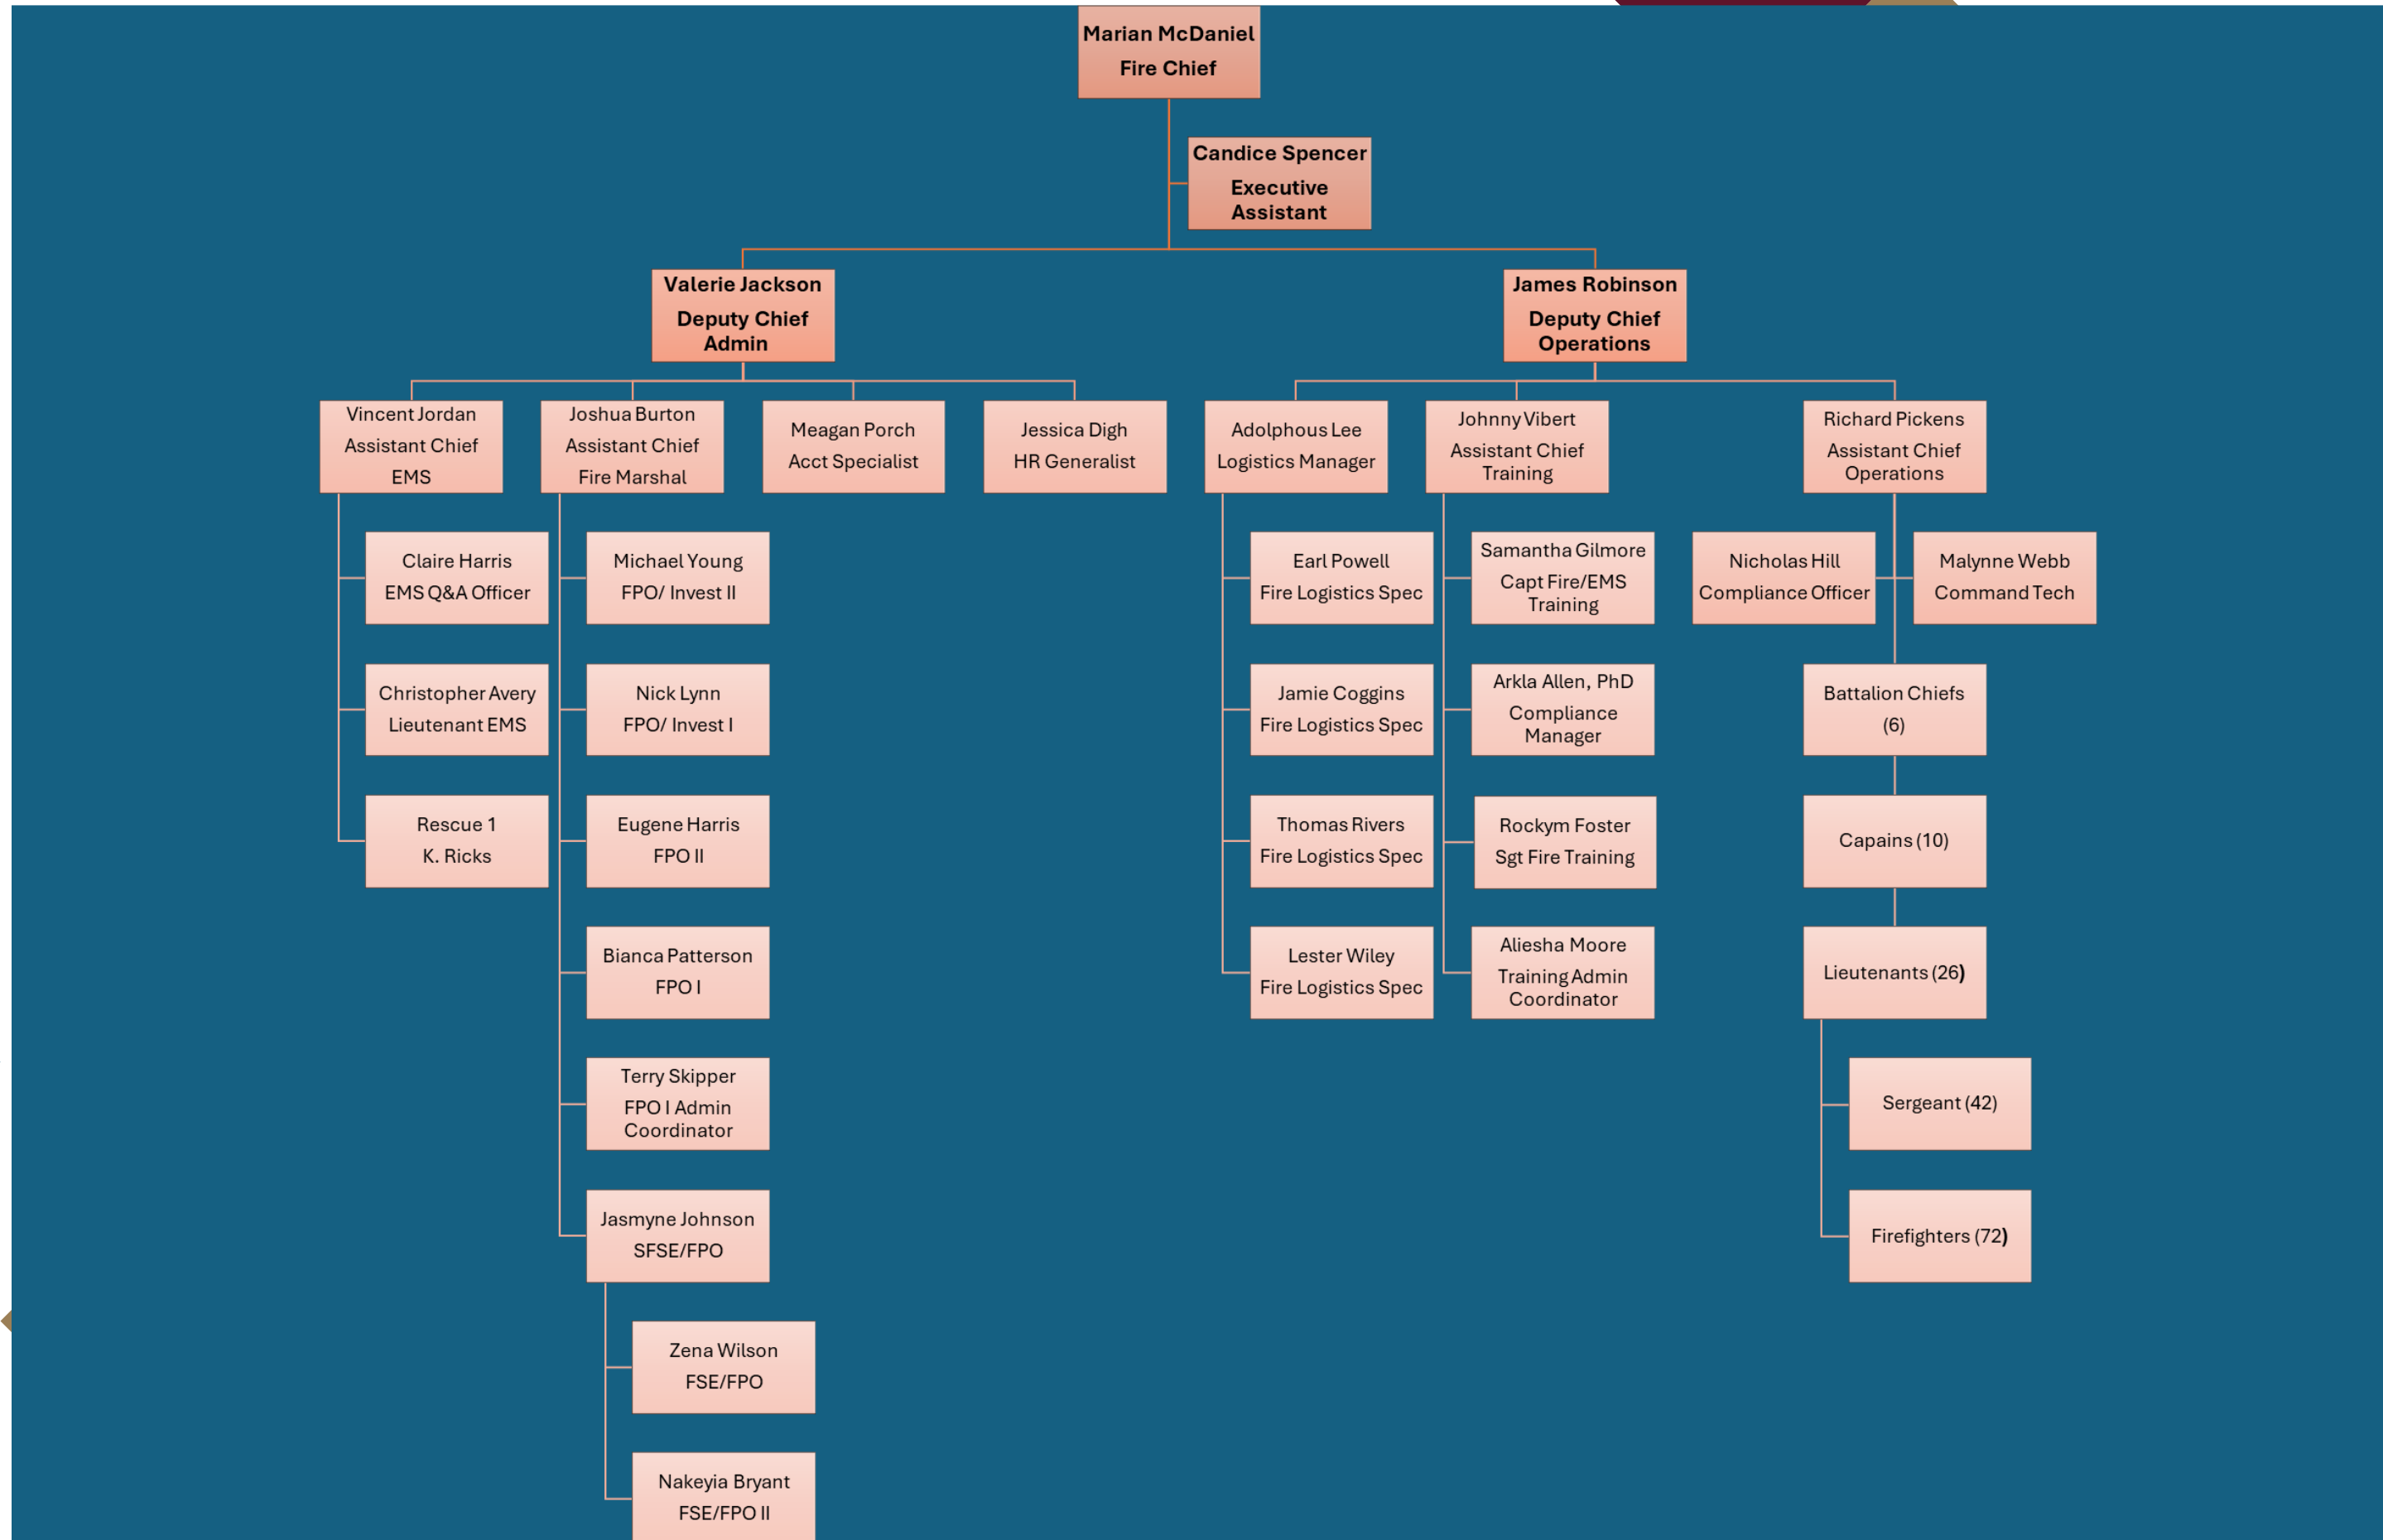 Marian McDaniel
Fire Chief
Candice Spencer
Executive
Assistant
Valerie Jackson
Deputy Chief
Admin
James Robinson
Deputy Chief
Operations
Vincent Jordan
Assistant Chief
EMS
Joshua Burton
Assistant Chief
Fire Marshal
Meagan Porch
Acct Specialist
Jessica Digh
HR Generalist
Adolphous Lee
Logistics Manager
Johnny Vibert
Assistant Chief
Training
Richard Pickens
Assistant Chief
Operations
Claire Harris
EMS Q&A Officer
Christopher Avery
Lieutenant EMS
Rescue 1
K. Ricks
Michael Young
FPO/ Invest II
Nick Lynn
FPO/ Invest I
Eugene Harris
FPO II
Bianca Patterson
FPO I
Terry Skipper
FPO I Admin
Coordinator
Jasmyne Johnson
SFSE/FPO
Zena Wilson
FSE/FPO
Nakeyia Bryant
FSE/FPO II
Earl Powell
Fire Logistics Spec
Jamie Coggins
Fire Logistics Spec
Thomas Rivers
Fire Logistics Spec
Lester Wiley
Fire Logistics Spec
Samantha Gilmore
Capt Fire/EMS
Training
Arkla Allen, PhD
Compliance
Manager
Rockym Foster
Sgt Fire Training
Aliesha Moore
Training Admin
Coordinator
Nicholas Hill
Compliance Officer
Malynne Webb
Command Tech
Battalion Chiefs
(6)
Capains (10)
Lieutenants (26)
Sergeant (42)
Firefighters (72)